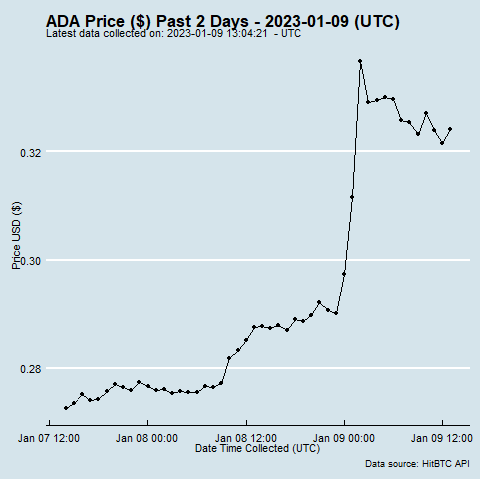 ADA Price ($) Past 2 Days - 2023-01-09 (UTC)
Latest data collected on: 2023-01-09 13:04:21  - UTC
Price USD ($)
0.32
0.30
0.28
Jan 07 12:00 Jan 08 00:00 Jan 08 12:00 Jan 09 00:00 Jan 09 12:00
Date Time Collected (UTC)
Data source: HitBTC API